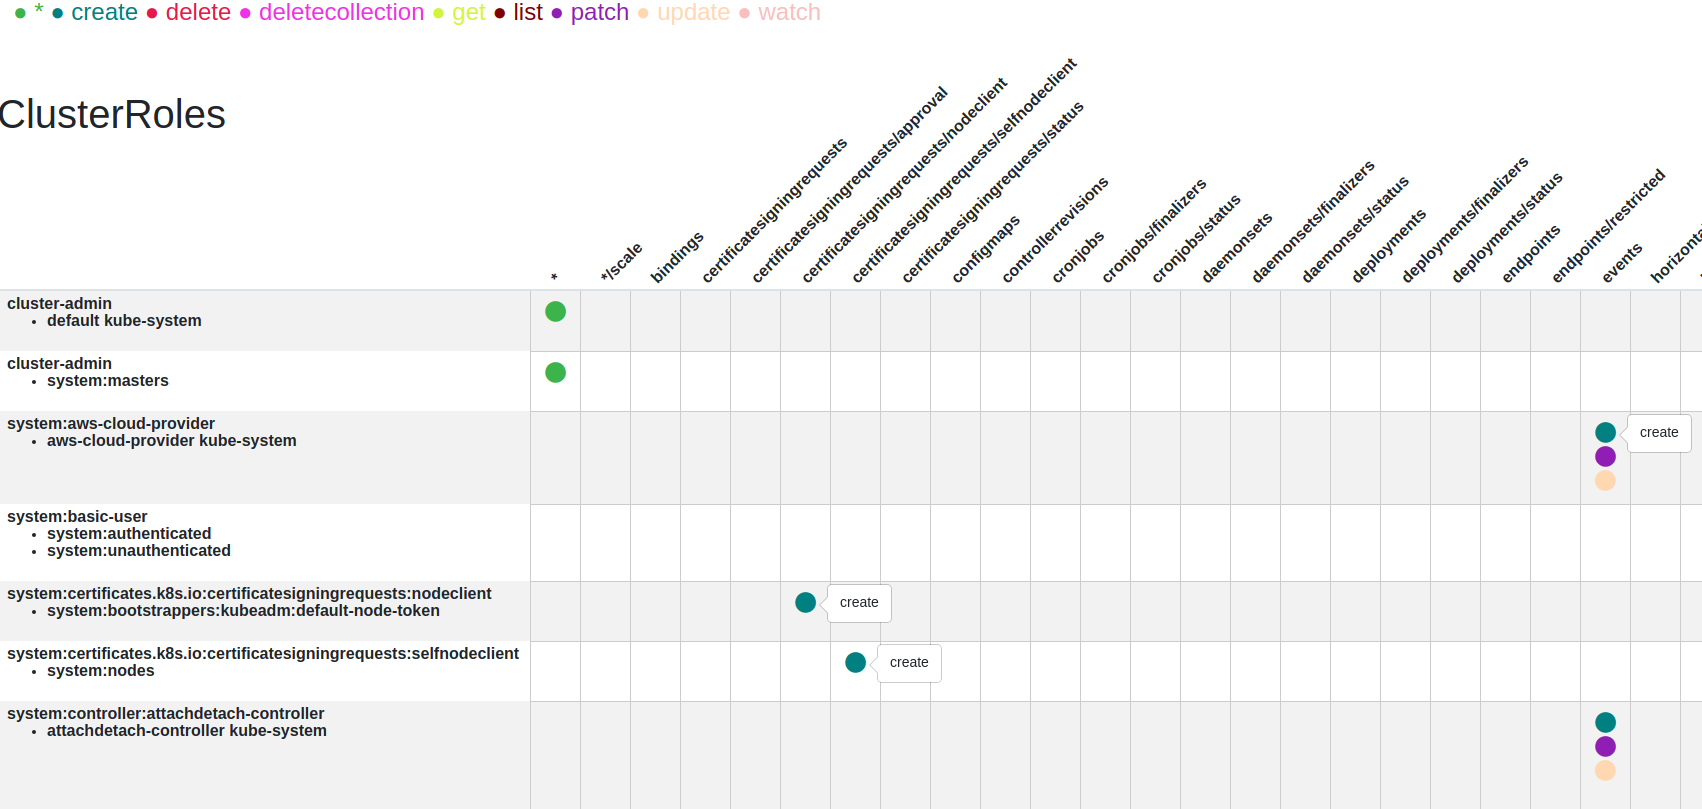 * create delete deletecollection get list patch update watch
ClusterRoles
*
*/scale
bindings
certificatesigningrequests
certificatesigningrequests/approval
certificatesigningrequests/nodeclient
certificatesigningrequests/selfnodeclient
certificatesigningrequests/status
configmaps
controllerrevisions
cronjobs
cronjobs/finalizers
cronjobs/status
daemonsets
daemonsets/finalizers
daemonsets/status
deployments
deployments/finalizers
deployments/status
endpoints
endpoints/restricted
events
cluster-admin
default kube-system
cluster-admin
system:masters
system:aws-cloud-provider
aws-cloud-provider kube-system
create
system:basic-user
system:authenticated
system:unauthenticated
system:certificates.k8s.io:certificatesigningrequests:nodeclient
system:bootstrappers:kubeadm:default-node-token
create
system:certificates.k8s.io:certificatesigningrequests:selfnodeclient
system:nodes
create
system:controller:attachdetach-controller
attachdetach-controller kube-system